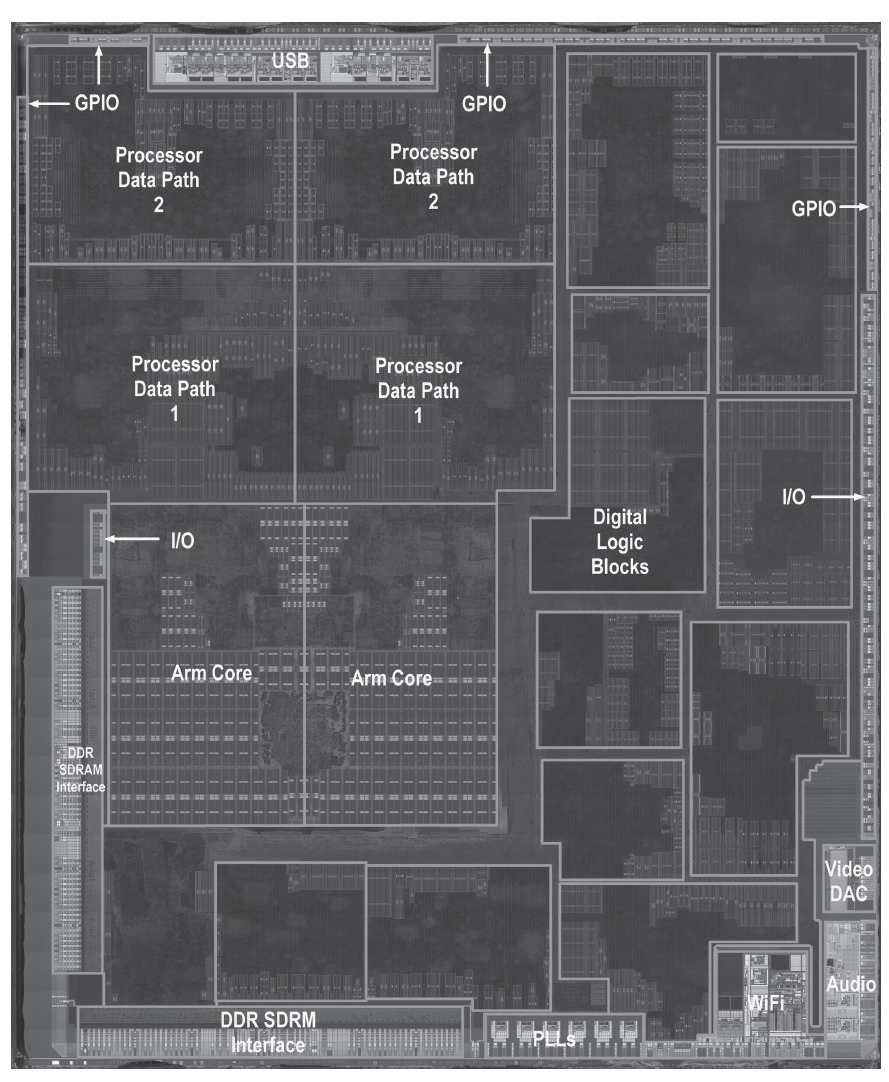 USB
GPIO
GPIO
Processor
Data Path
2
Processor
Data Path
2
GPIO
Processor
Data Path
1
Processor
Data Path
1
I/O
I/O
Digital
Logic
Blocks
Arm Core
Arm Core
DDR
SDRAM
Interface
Video
DAC
Audio
WiFi
DDR SDRM
Interface
PLLs